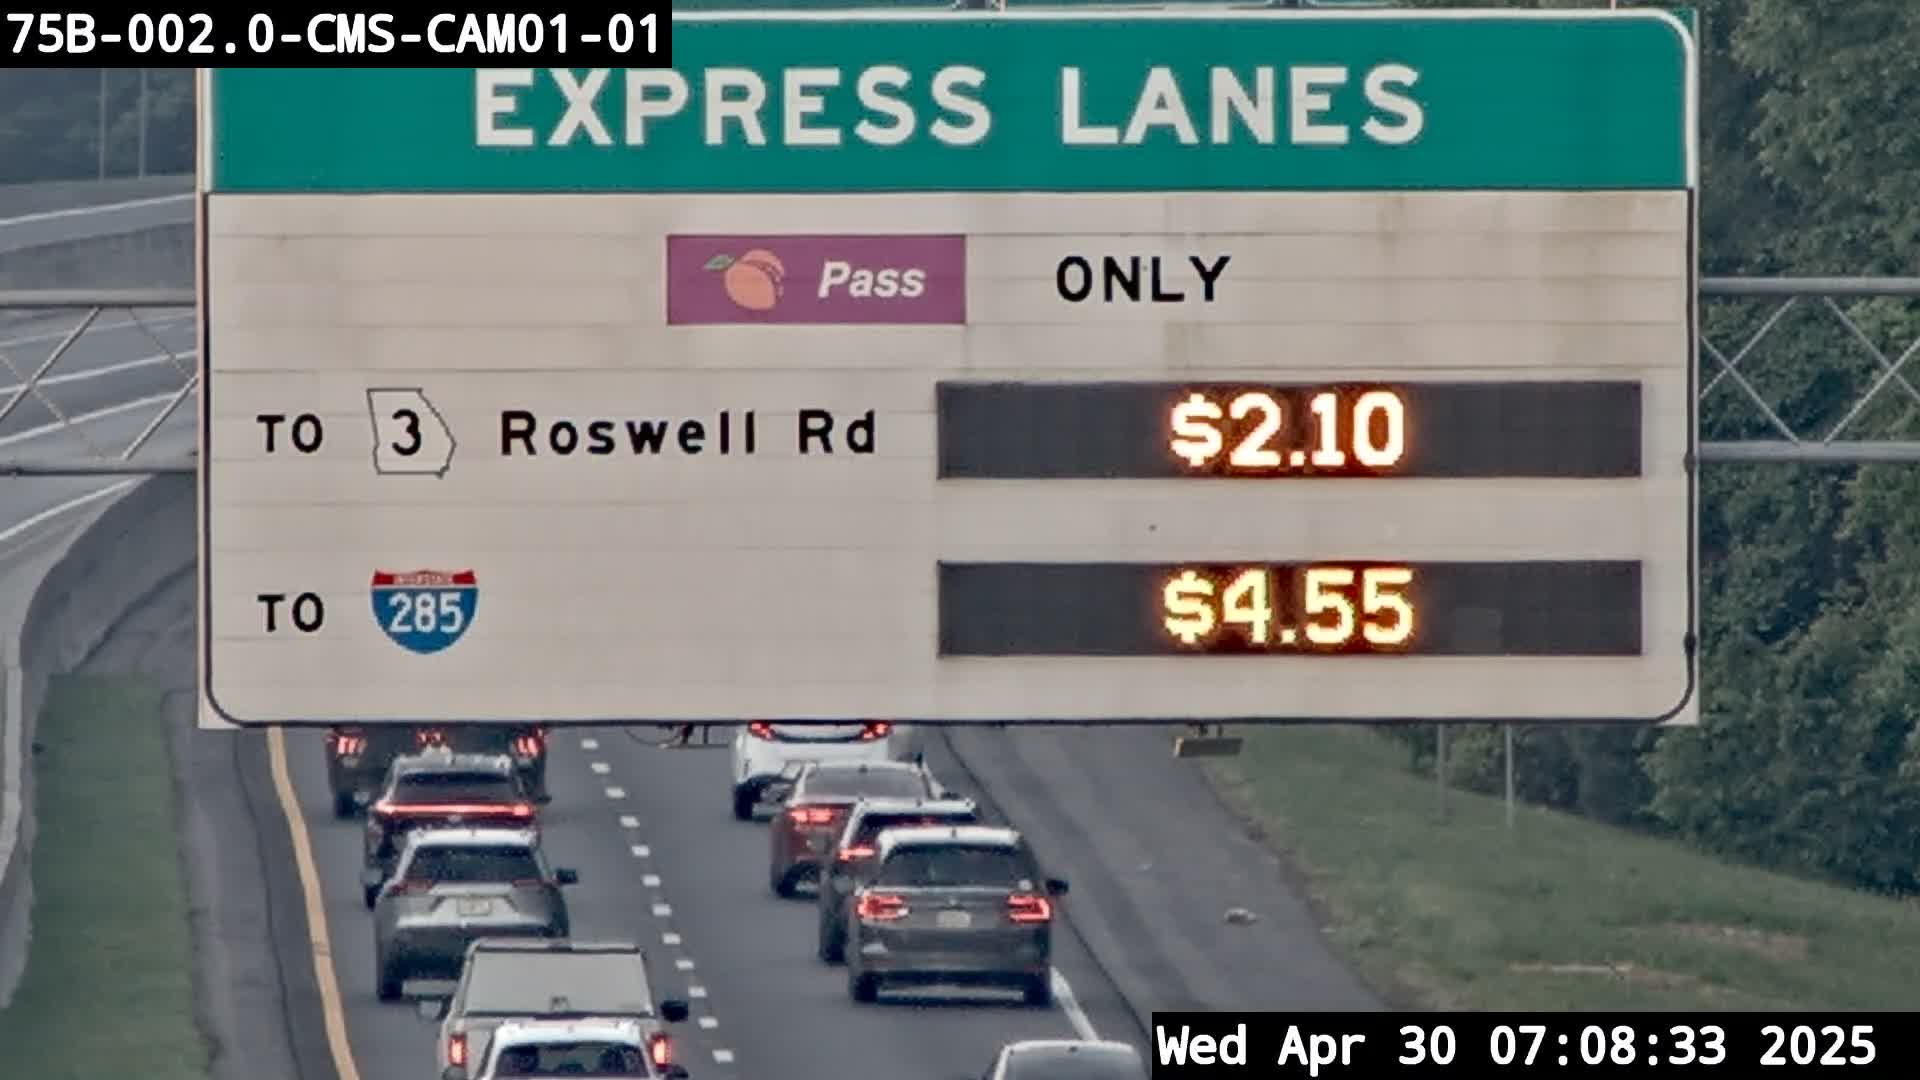 75B-002.0-CMS-CAM01-01
EXPRESS LANES
Pass ONLY
TO 3 Roswell Rd $2.10
TO INTERSTATE 285 $4.55
Wed Apr 30 07:08:33 2025